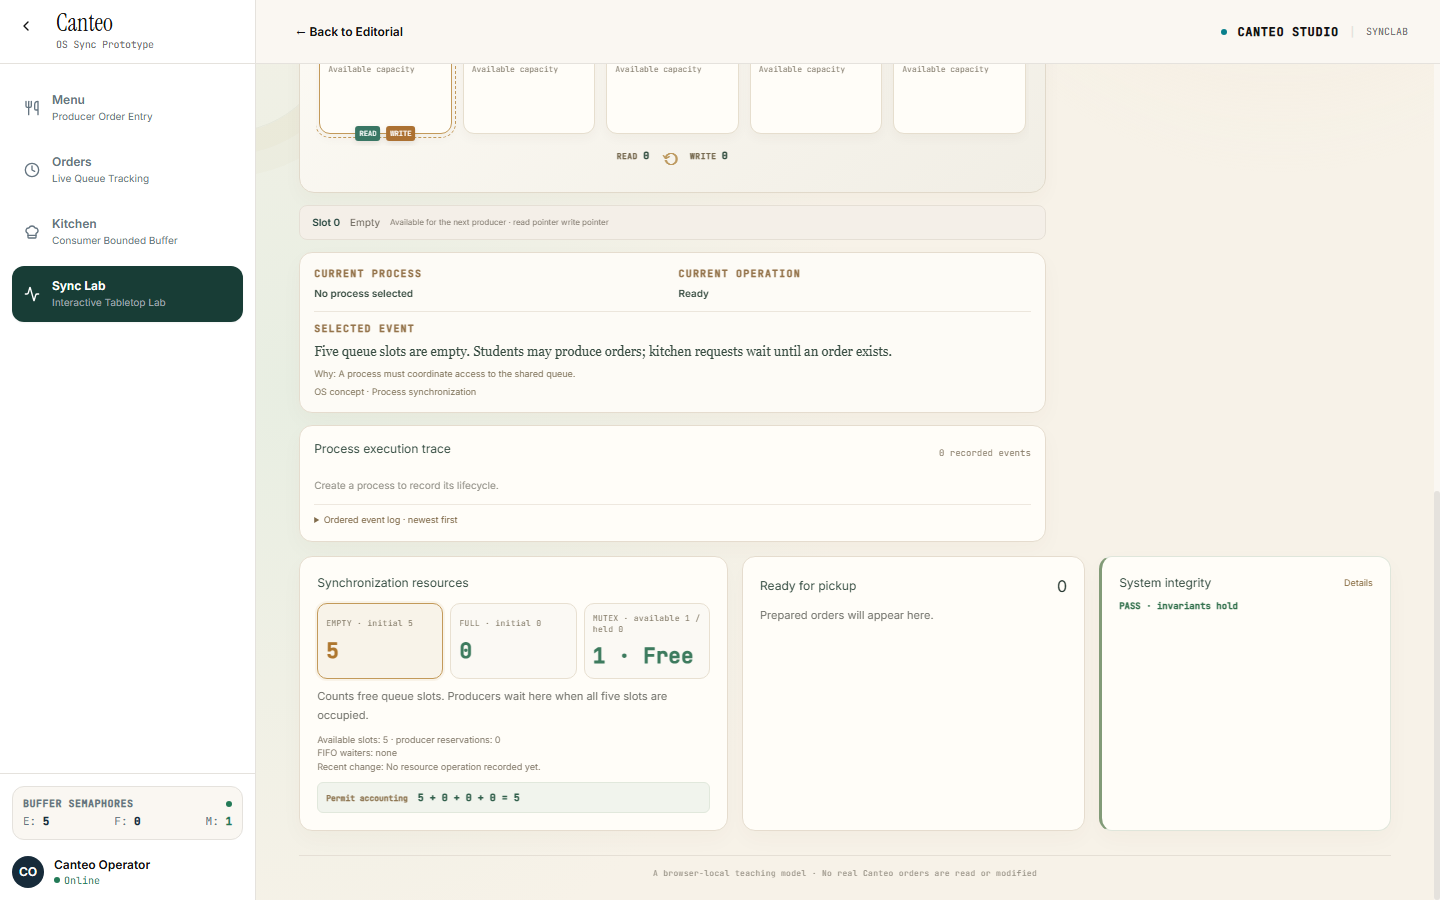 Canteo
OS Sync Prototype
← Back to Editorial
CANTEO STUDIO
SYNCLAB
Menu
Producer Order Entry
Orders
Live Queue Tracking
Kitchen
Consumer Bounded Buffer
Sync Lab
Interactive Tabletop Lab
BUFFER SEMAPHORES
E: 5 F: 0 M: 1
CO
Canteo Operator
Online
Available capacity
Available capacity
Available capacity
Available capacity
Available capacity
READ WRITE
READ 0 WRITE 0
Slot 0 Empty Available for the next producer · read pointer write pointer
CURRENT PROCESS
No process selected
CURRENT OPERATION
Ready
SELECTED EVENT
Five queue slots are empty. Students may produce orders; kitchen requests wait until an order exists.
Why: A process must coordinate access to the shared queue.
OS concept · Process synchronization
Process execution trace
0 recorded events
Create a process to record its lifecycle.
Ordered event log · newest first
Synchronization resources
EMPTY · initial 5
5
FULL · initial 0
0
MUTEX · available 1 /
held 0
1 · Free
Counts free queue slots. Producers wait here when all five slots are
occupied.
Available slots: 5 · producer reservations: 0
FIFO waiters: none
Recent change: No resource operation recorded yet.
Permit accounting 5 + 0 + 0 + 0 = 5
Ready for pickup
0
Prepared orders will appear here.
System integrity
Details
PASS · invariants hold
A browser-local teaching model · No real Canteo orders are read or modified